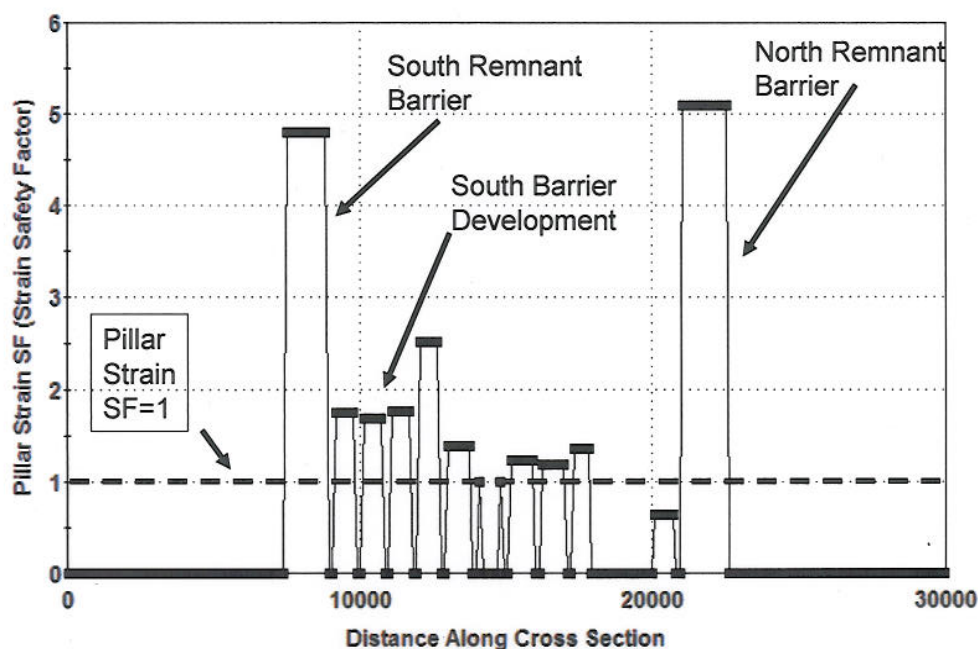 6
5
4
3
2
1
0
Pillar Strain SF (Strain Safety Factor)
South Remnant
Barrier
North Remnant
Barrier
South Barrier
Development
Pillar
Strain
SF=1
0
10000
20000
30000
Distance Along Cross Section